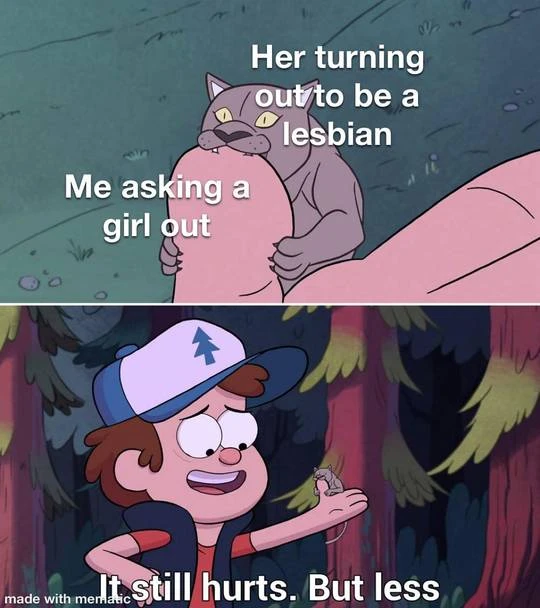 Her turning
out to be a
lesbian
Me asking a
girl out
It still hurts. But less
made with mematic